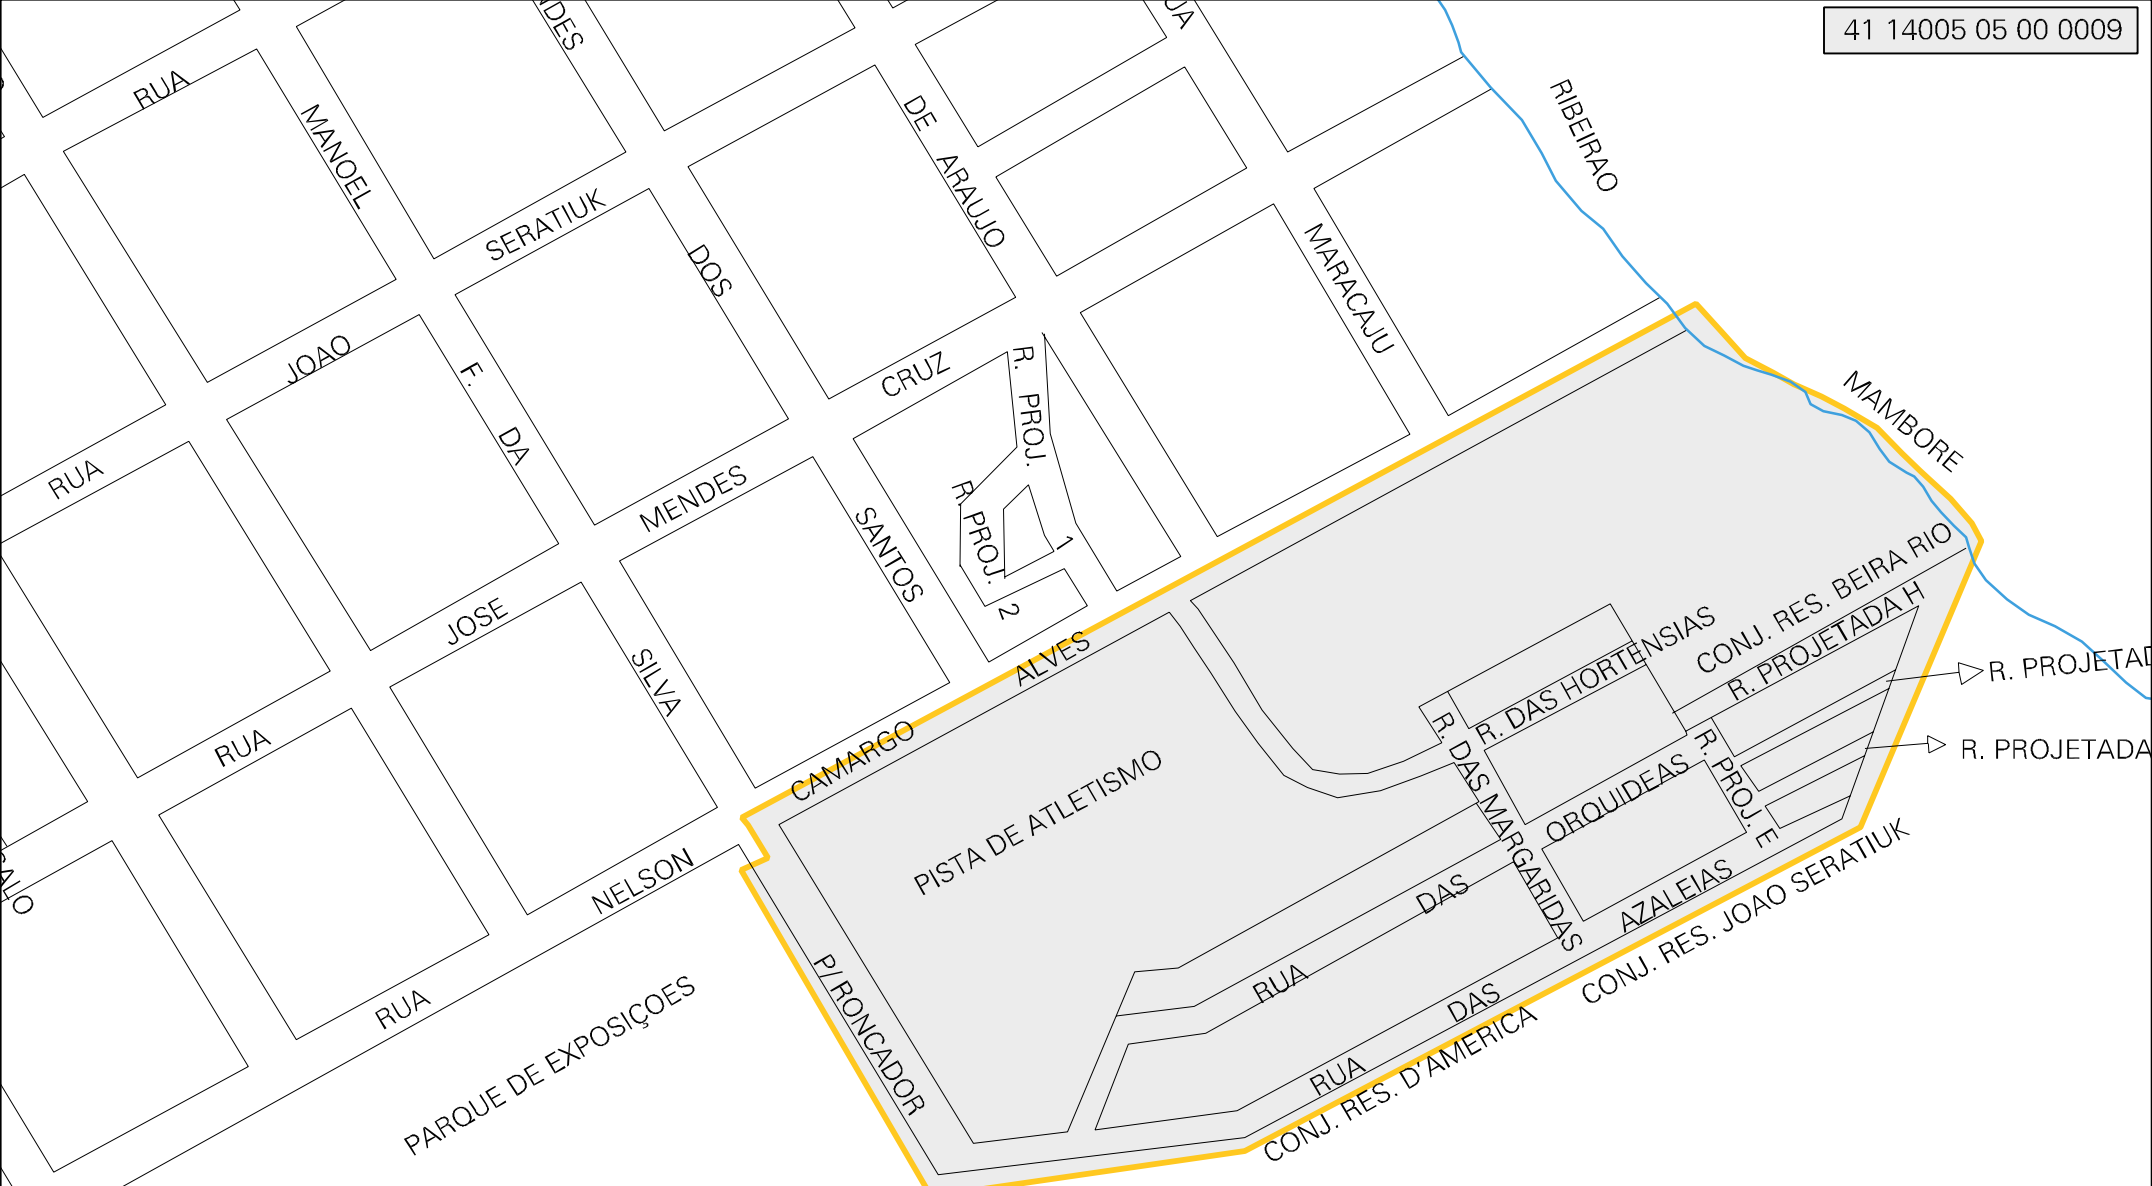 41 14005 05 00 0009
RUA
MANOEL
DE
ARAUJO
RIBEIRAO
SERATIUK
DOS
MARACAJU
JOAO
F.
DA
CRUZ
R. PROJ. 1
MAMBORE
RUA
MENDES
SANTOS
R. PROJ. 2
JOSE
SILVA
ALVES
CONJ. RES. BEIRA RIO
R. PROJETADA H
R. DAS HORTENSIAS
RUA
CAMARGO
PISTA DE ATLETISMO
R. DAS MARGARIDAS
ORQUIDEAS
R. PROJ. E
R. PROJETADA
NELSON
DAS
AZALEIAS
CONJ. RES. JOAO SERATIUK
RUA
P/ RONCADOR
RUA
DAS
PARQUE DE EXPOSIÇOES
RUA
CONJ. RES. D'AMERICA